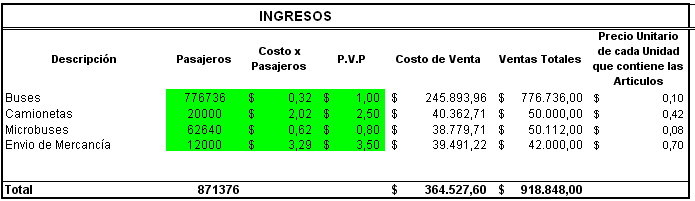 INGRESOS
Descripción Pasajeros Costo x Pasajeros P.V.P Costo de Venta Ventas Totales Precio Unitario de cada Unidad que contiene las Articulos
Buses 776736 $ 0,32 $ 1,00 $ 245.893,96 $ 776.736,00 $ 0,10
Camionetas 20000 $ 2,02 $ 2,50 $ 40.362,71 $ 50.000,00 $ 0,42
Microbuses 62640 $ 0,62 $ 0,80 $ 38.779,71 $ 50.112,00 $ 0,08
Envio de Mercancía 12000 $ 3,29 $ 3,50 $ 39.491,22 $ 42.000,00 $ 0,70
Total 871376 $ 364.527,60 $ 918.848,00